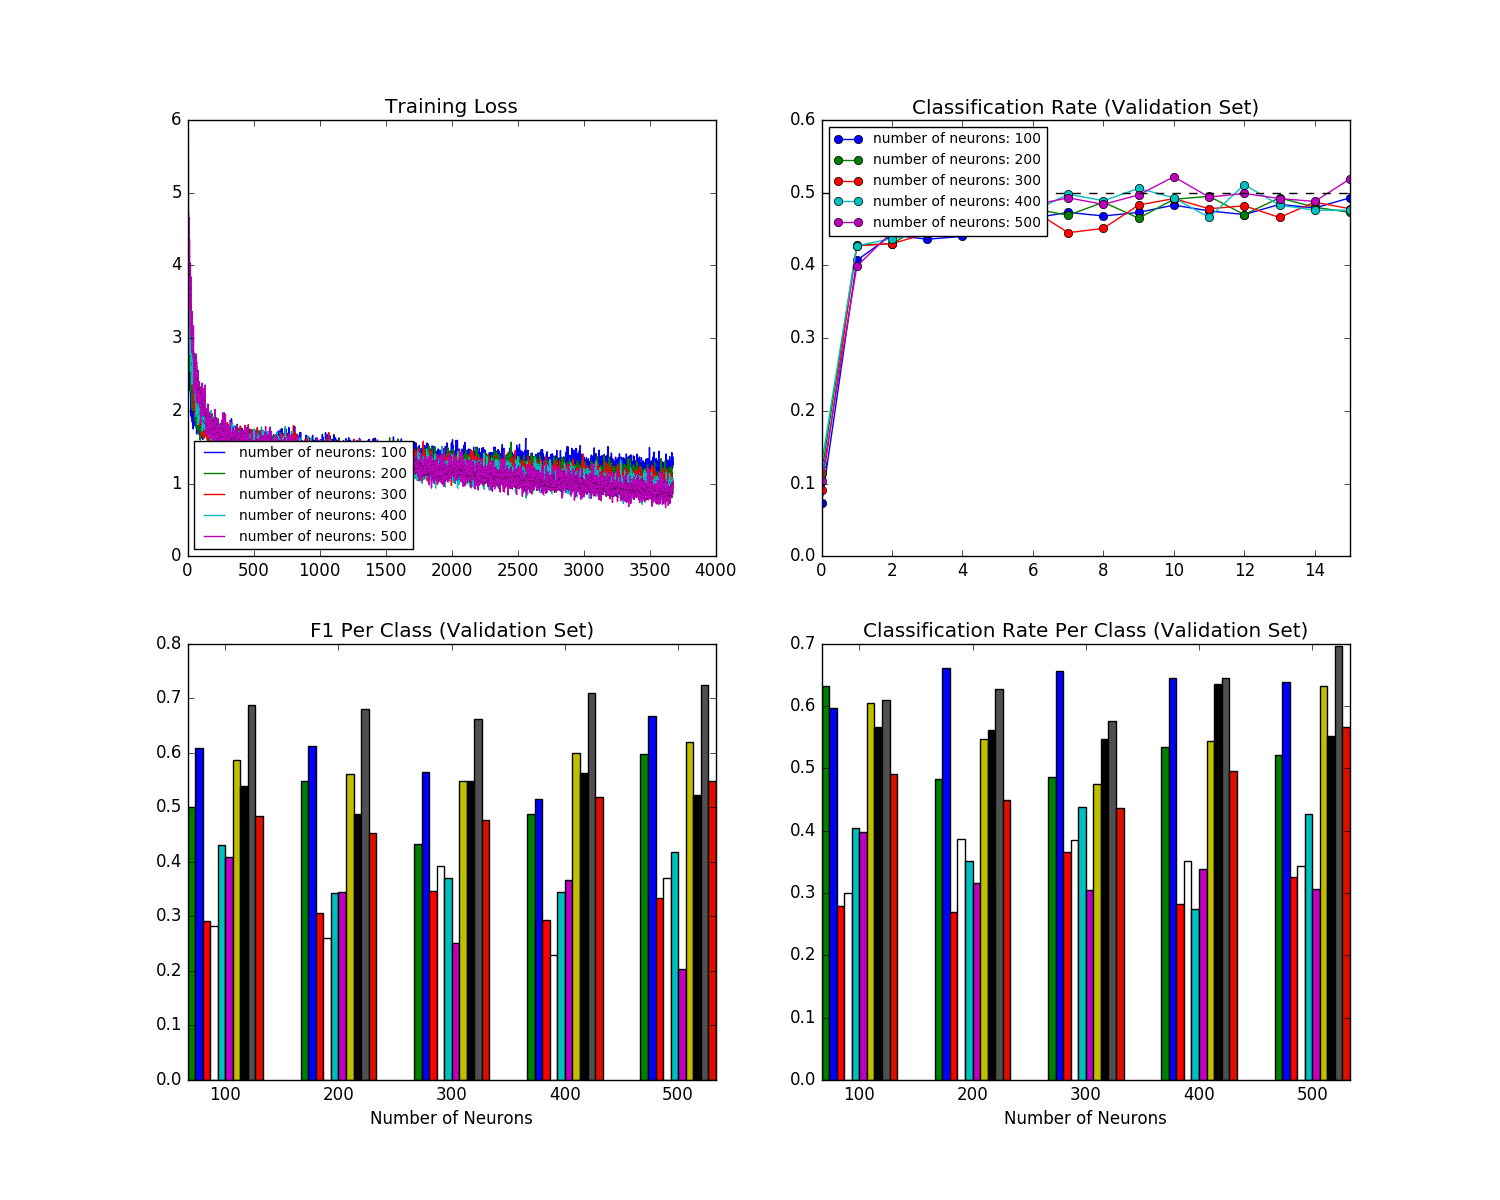 Training Loss
6
5
4
3
2
1
0
number of neurons: 100
number of neurons: 200
number of neurons: 300
number of neurons: 400
number of neurons: 500
0 500 1000 1500 2000 2500 3000 3500 4000
Classification Rate (Validation Set)
0.6
0.5
0.4
0.3
0.2
0.1
0.0
number of neurons: 100
number of neurons: 200
number of neurons: 300
number of neurons: 400
number of neurons: 500
0 2 4 6 8 10 12 14
F1 Per Class (Validation Set)
0.8
0.7
0.6
0.5
0.4
0.3
0.2
0.1
0.0
100 200 300 400 500
Number of Neurons
Classification Rate Per Class (Validation Set)
0.7
0.6
0.5
0.4
0.3
0.2
0.1
0.0
100 200 300 400 500
Number of Neurons